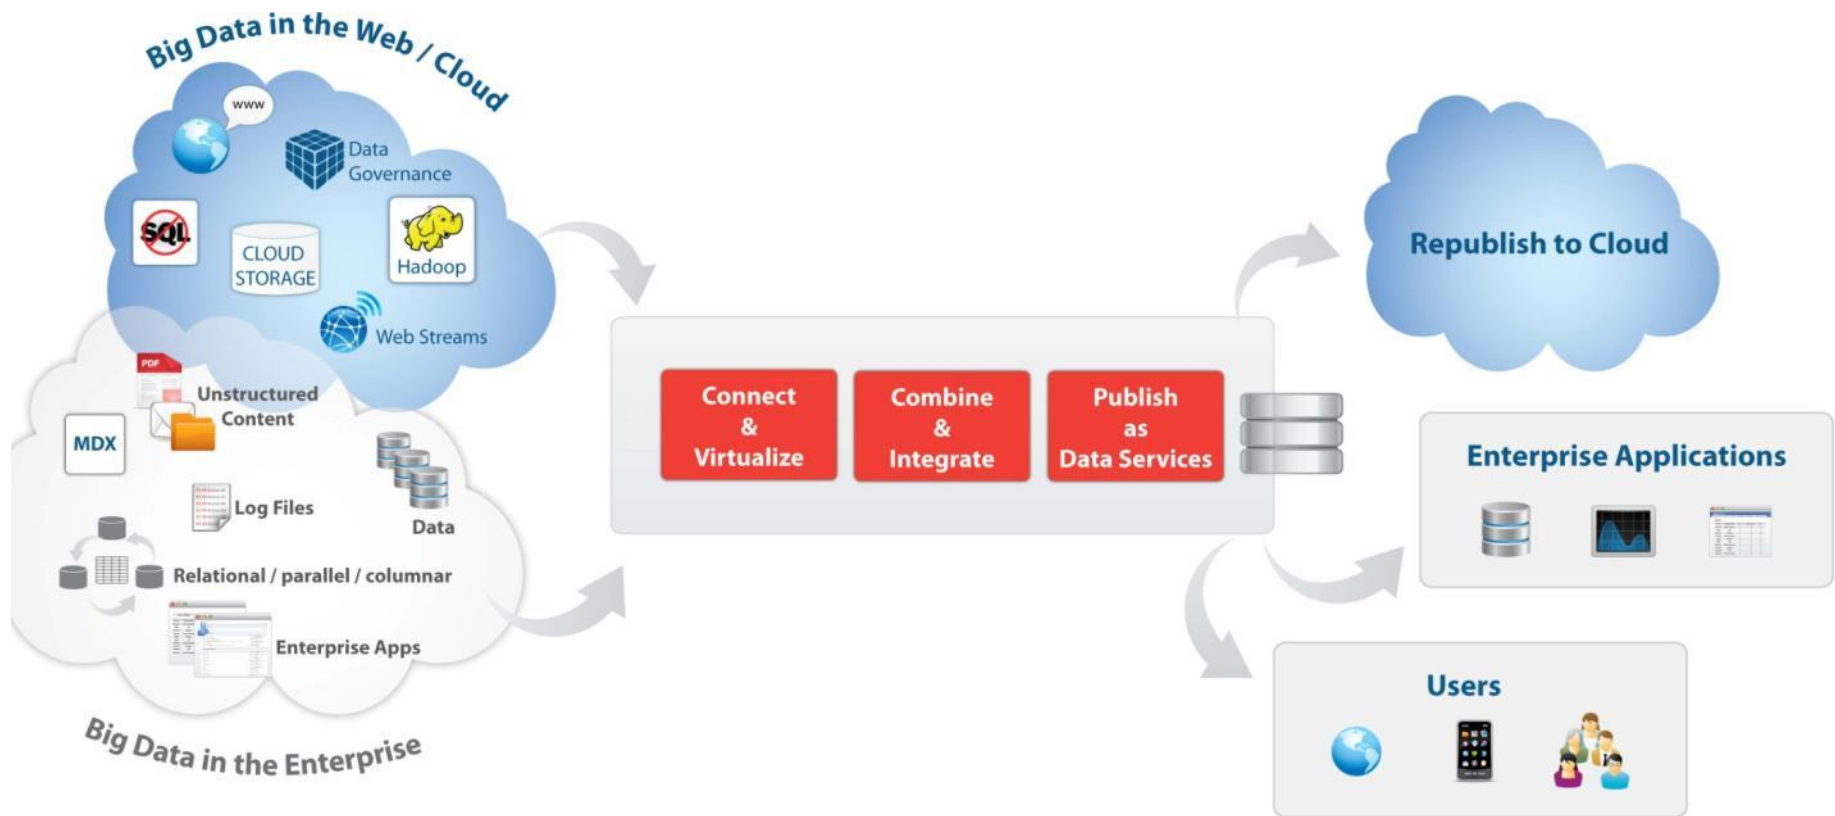 Big Data in the Web / Cloud
www
Data
Governance
SQL
CLOUD
STORAGE
Hadoop
Web Streams
PDF
Unstructured
Content
MDX
Log Files
Data
Relational / parallel / columnar
Enterprise Apps
Big Data in the Enterprise
Connect
&
Virtualize
Combine
&
Integrate
Publish
as
Data Services
Republish to Cloud
Enterprise Applications
Users